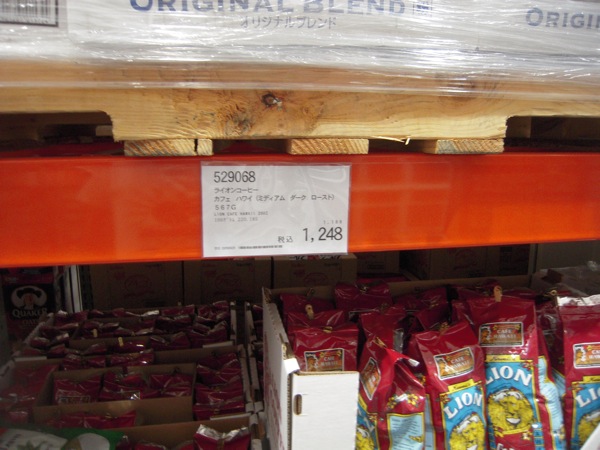 ORIGINAL BLEND
オリジナルブレンド
ORIGIN
529068
ライオンコーヒー
カフェ ハワイ(ミディアム ダーク ロースト)
567G
税込 1,248
QUAKER
LION
LION
LION